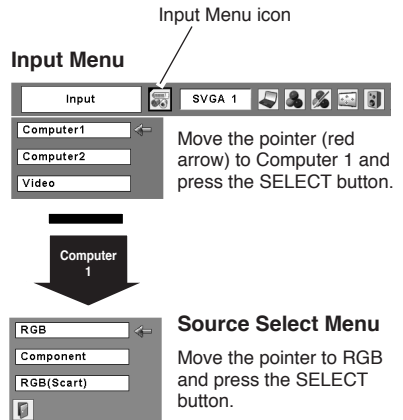 Input Menu icon
Input Menu
Input
SVGA 1
Computer1
Computer2
Video
Move the pointer (red
arrow) to Computer 1 and
press the SELECT button.
Computer
1
RGB
Component
RGB(Scart)
Source Select Menu
Move the pointer to RGB
and press the SELECT
button.